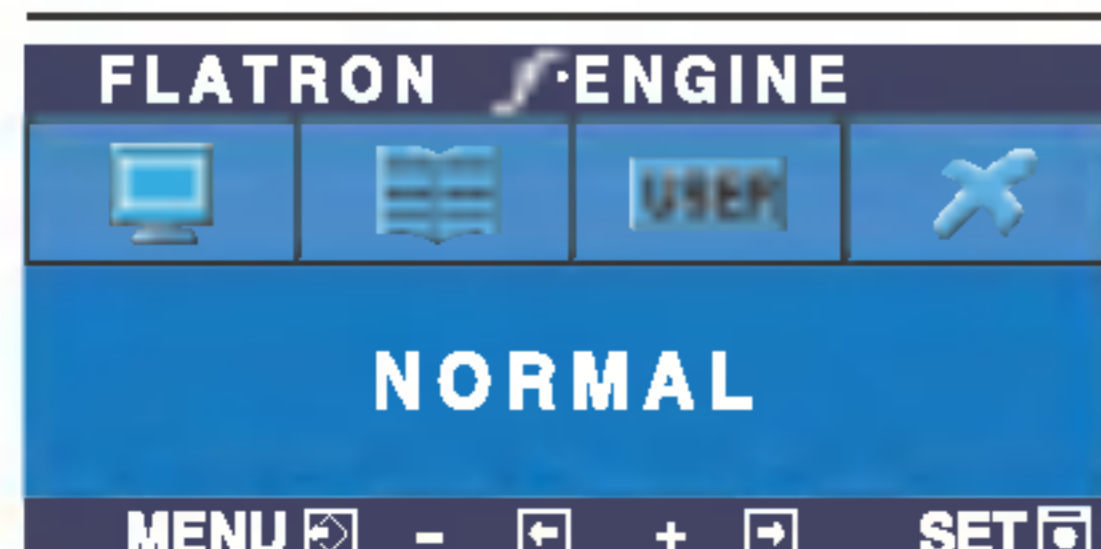 FLATRON f·ENGINE
USER
NORMAL
MENU - + SET